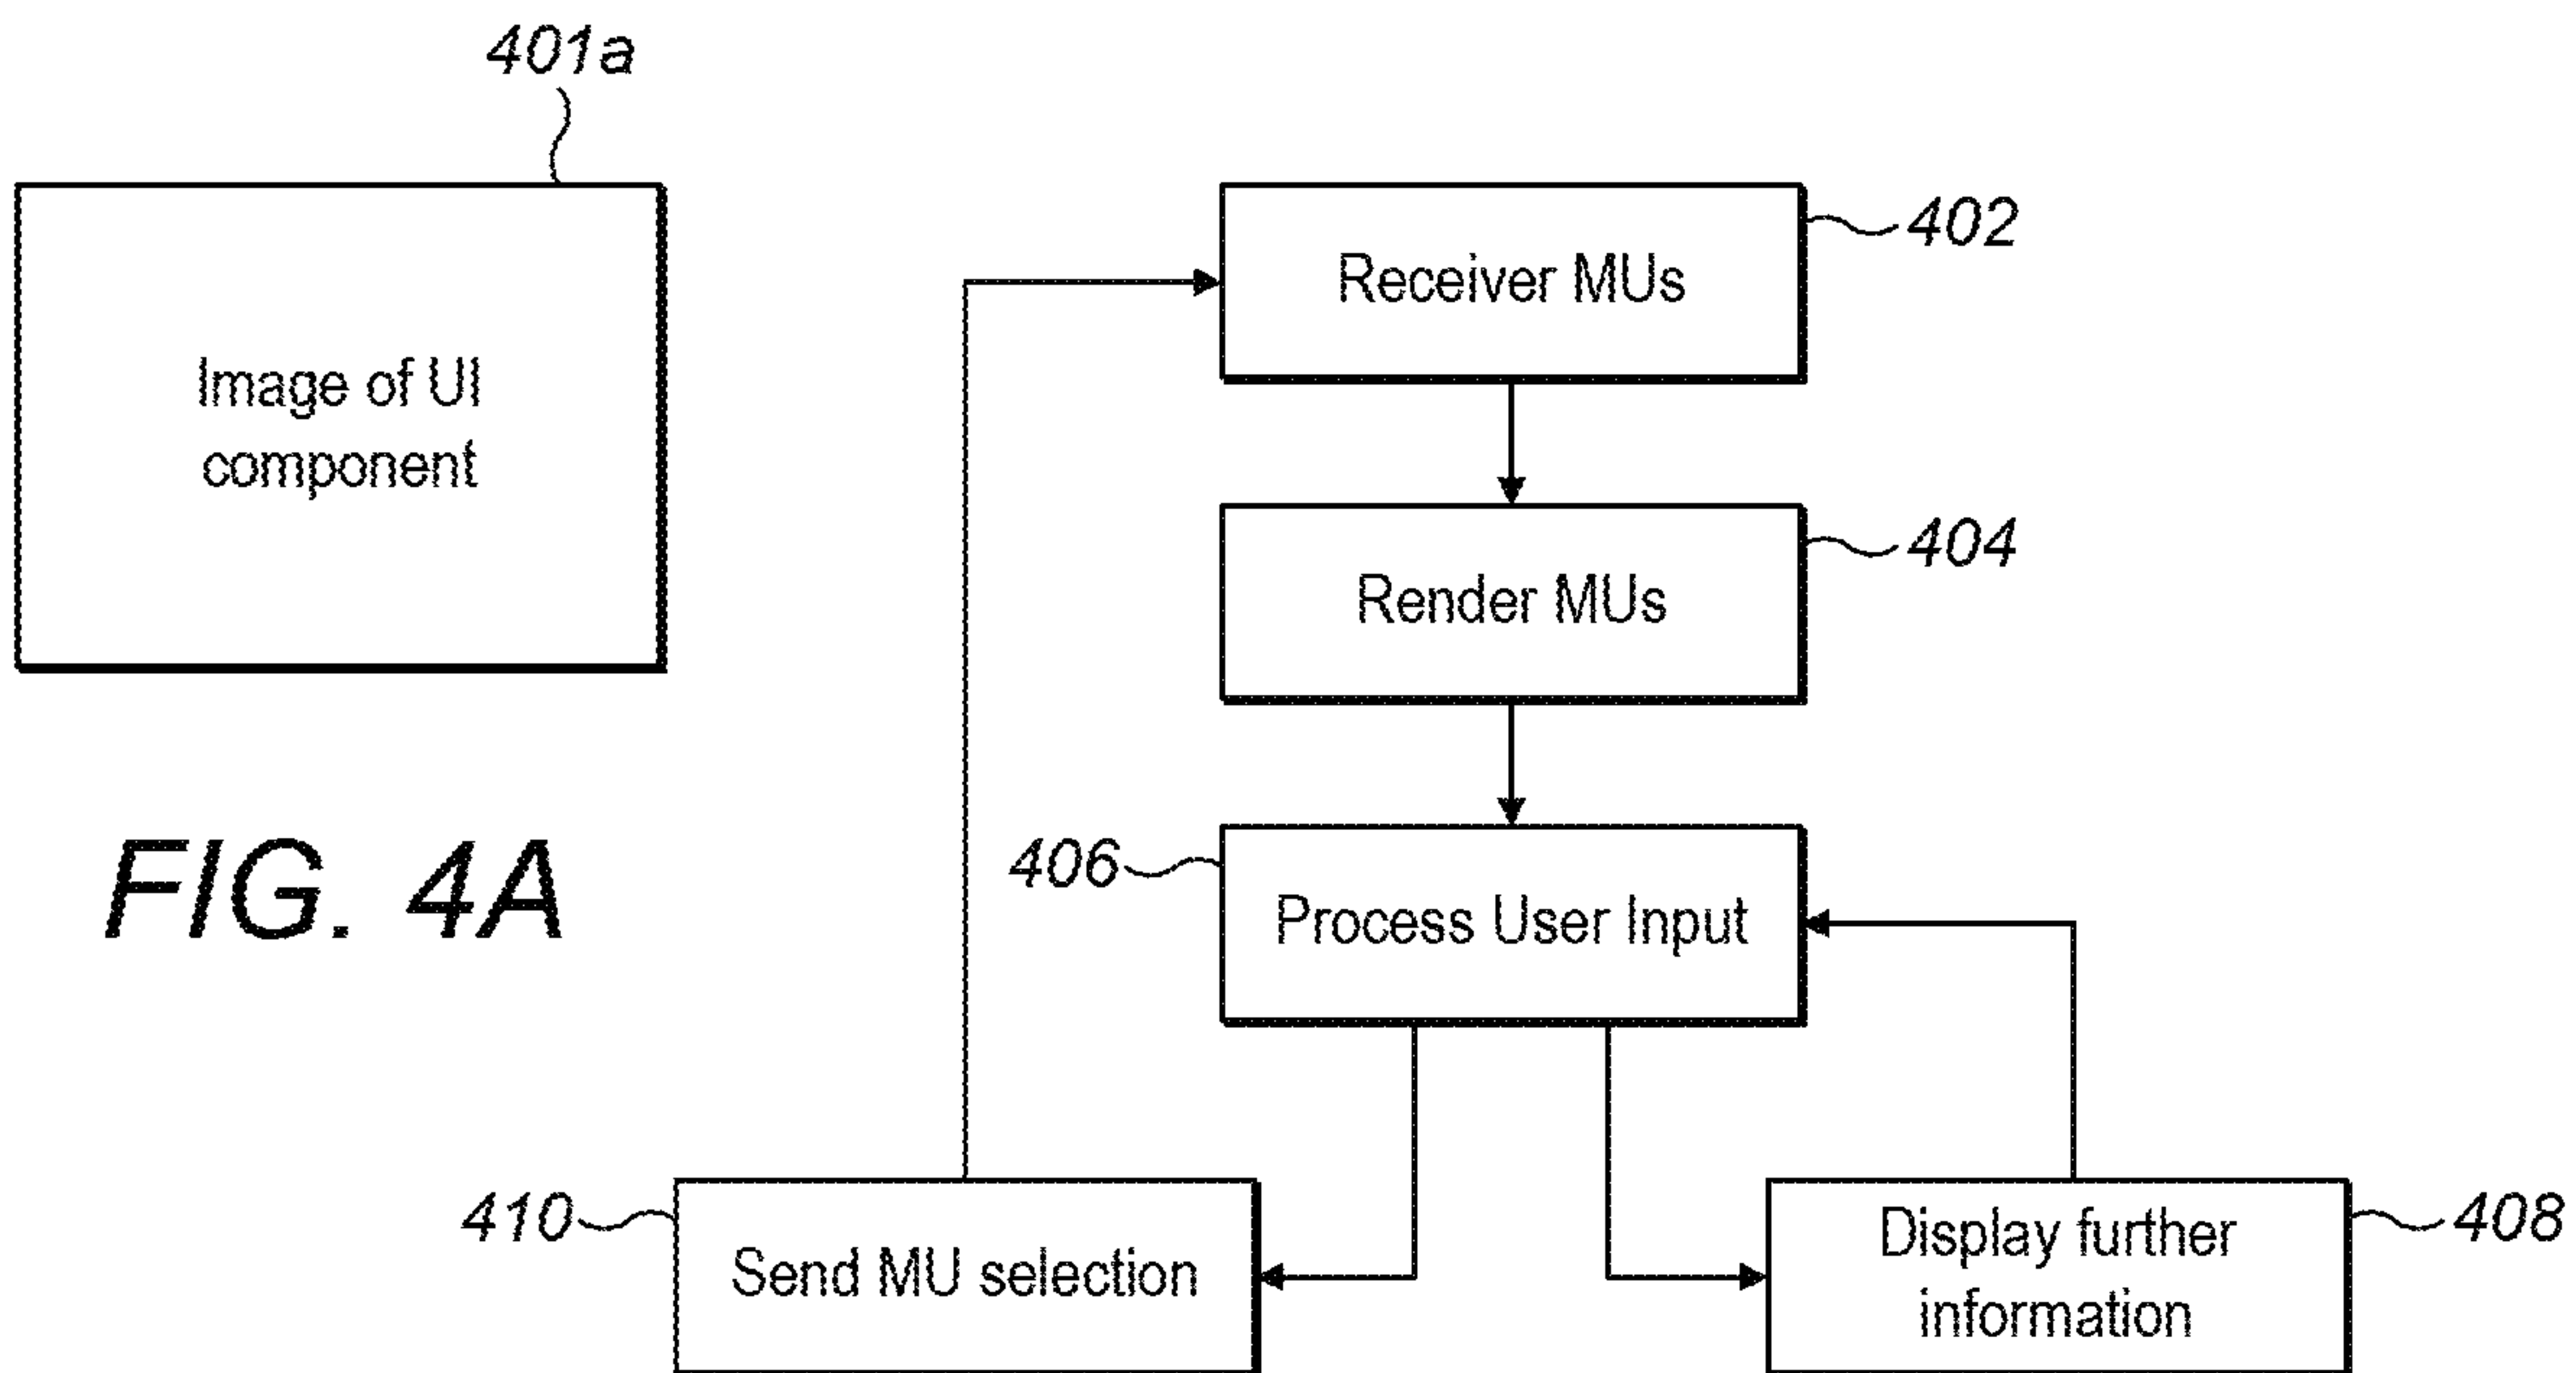 401a
Image of UI
component
FIG. 4A
Receiver MUs
402
Render MUs
404
406
Process User Input
410
Send MU selection
Display further
information
408